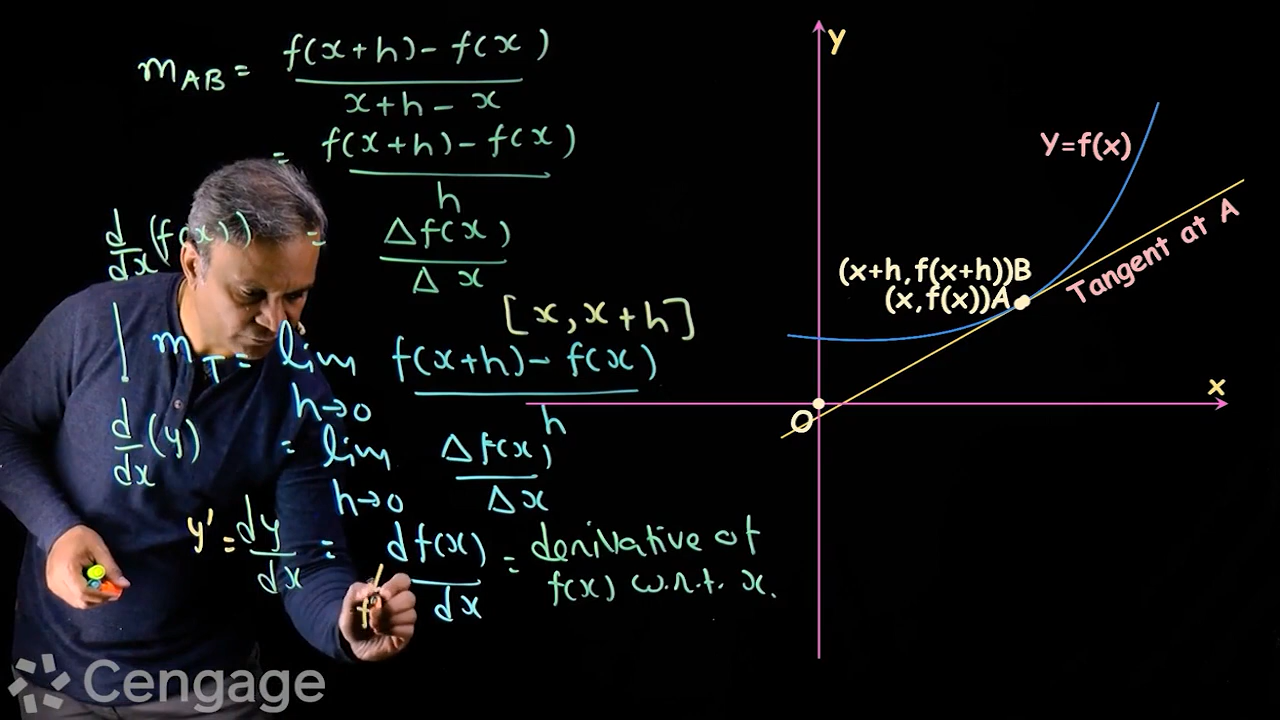 m_AB = f(x+h) - f(x)
x+h - x
= f(x+h) - f(x)
h
d/dx (f(x)) = Δf(x)
Δx
[x, x+h]
m_T = lim f(x+h) - f(x)
h→0 h
d/dx (y) = lim Δf(x)
h→0 Δx
y' = dy/dx = df(x)/dx = derivative of
f(x) w.r.t. x.
f
Cengage
y
Y=f(x)
Tangent at A
(x+h,f(x+h))B
(x,f(x))A
x
O